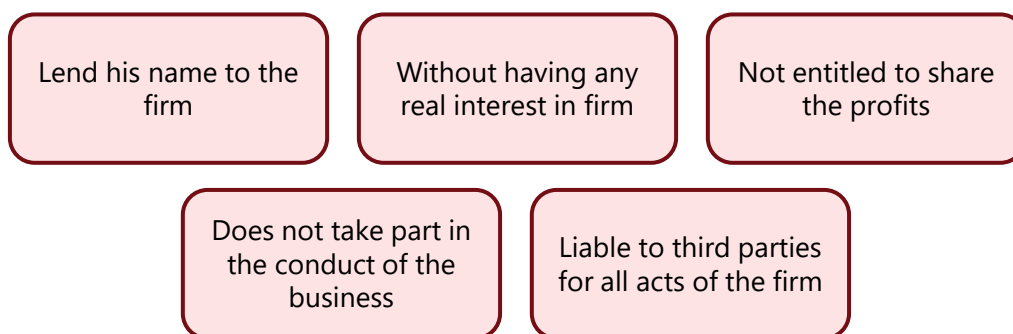 Lend his name to the
firm
Without having any
real interest in firm
Not entitled to share
the profits
Does not take part in
the conduct of the
business
Liable to third parties
for all acts of the firm